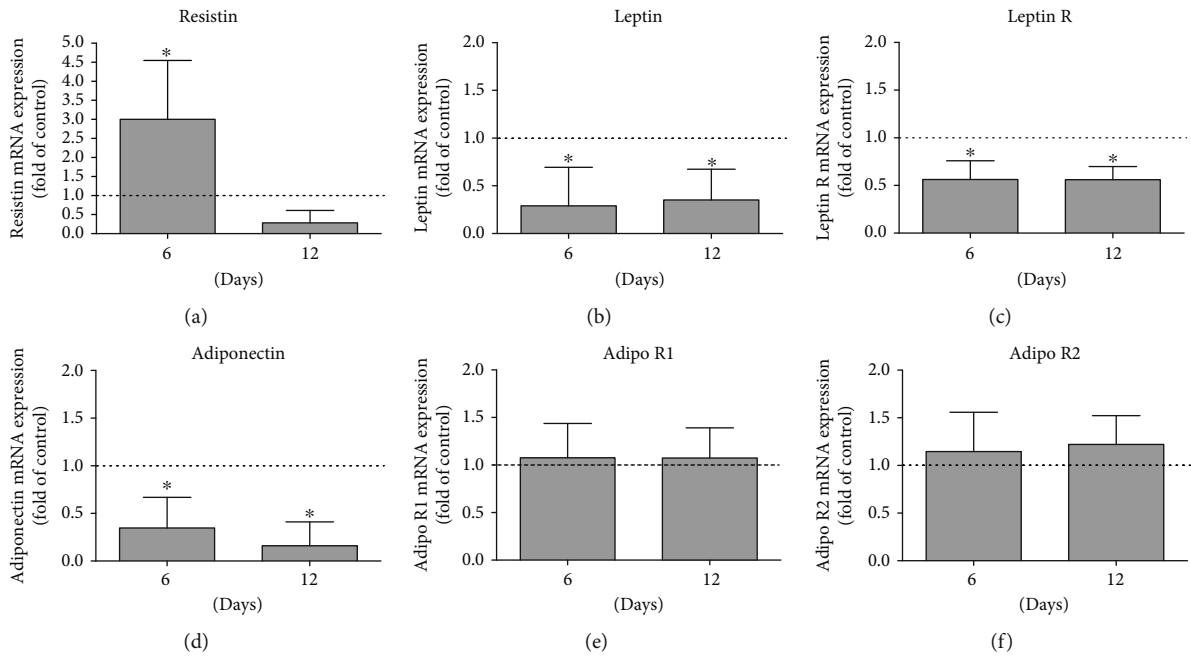 Resistin
Resistin mRNA expression
(fold of control)
5.0
4.5
4.0
3.5
3.0
2.5
2.0
1.5
1.0
0.5
0.0
*
6
12
(Days)
(a)
Leptin
Leptin mRNA expression
(fold of control)
2.0
1.5
1.0
0.5
0.0
*
*
6
12
(Days)
(b)
Leptin R
Leptin R mRNA expression
(fold of control)
2.0
1.5
1.0
0.5
0.0
*
*
6
12
(Days)
(c)
Adiponectin
Adiponectin mRNA expression
(fold of control)
2.0
1.5
1.0
0.5
0.0
*
*
6
12
(Days)
(d)
Adipo R1
Adipo R1 mRNA expression
(fold of control)
2.0
1.5
1.0
0.5
0.0
6
12
(Days)
(e)
Adipo R2
Adipo R2 mRNA expression
(fold of control)
2.0
1.5
1.0
0.5
0.0
6
12
(Days)
(f)